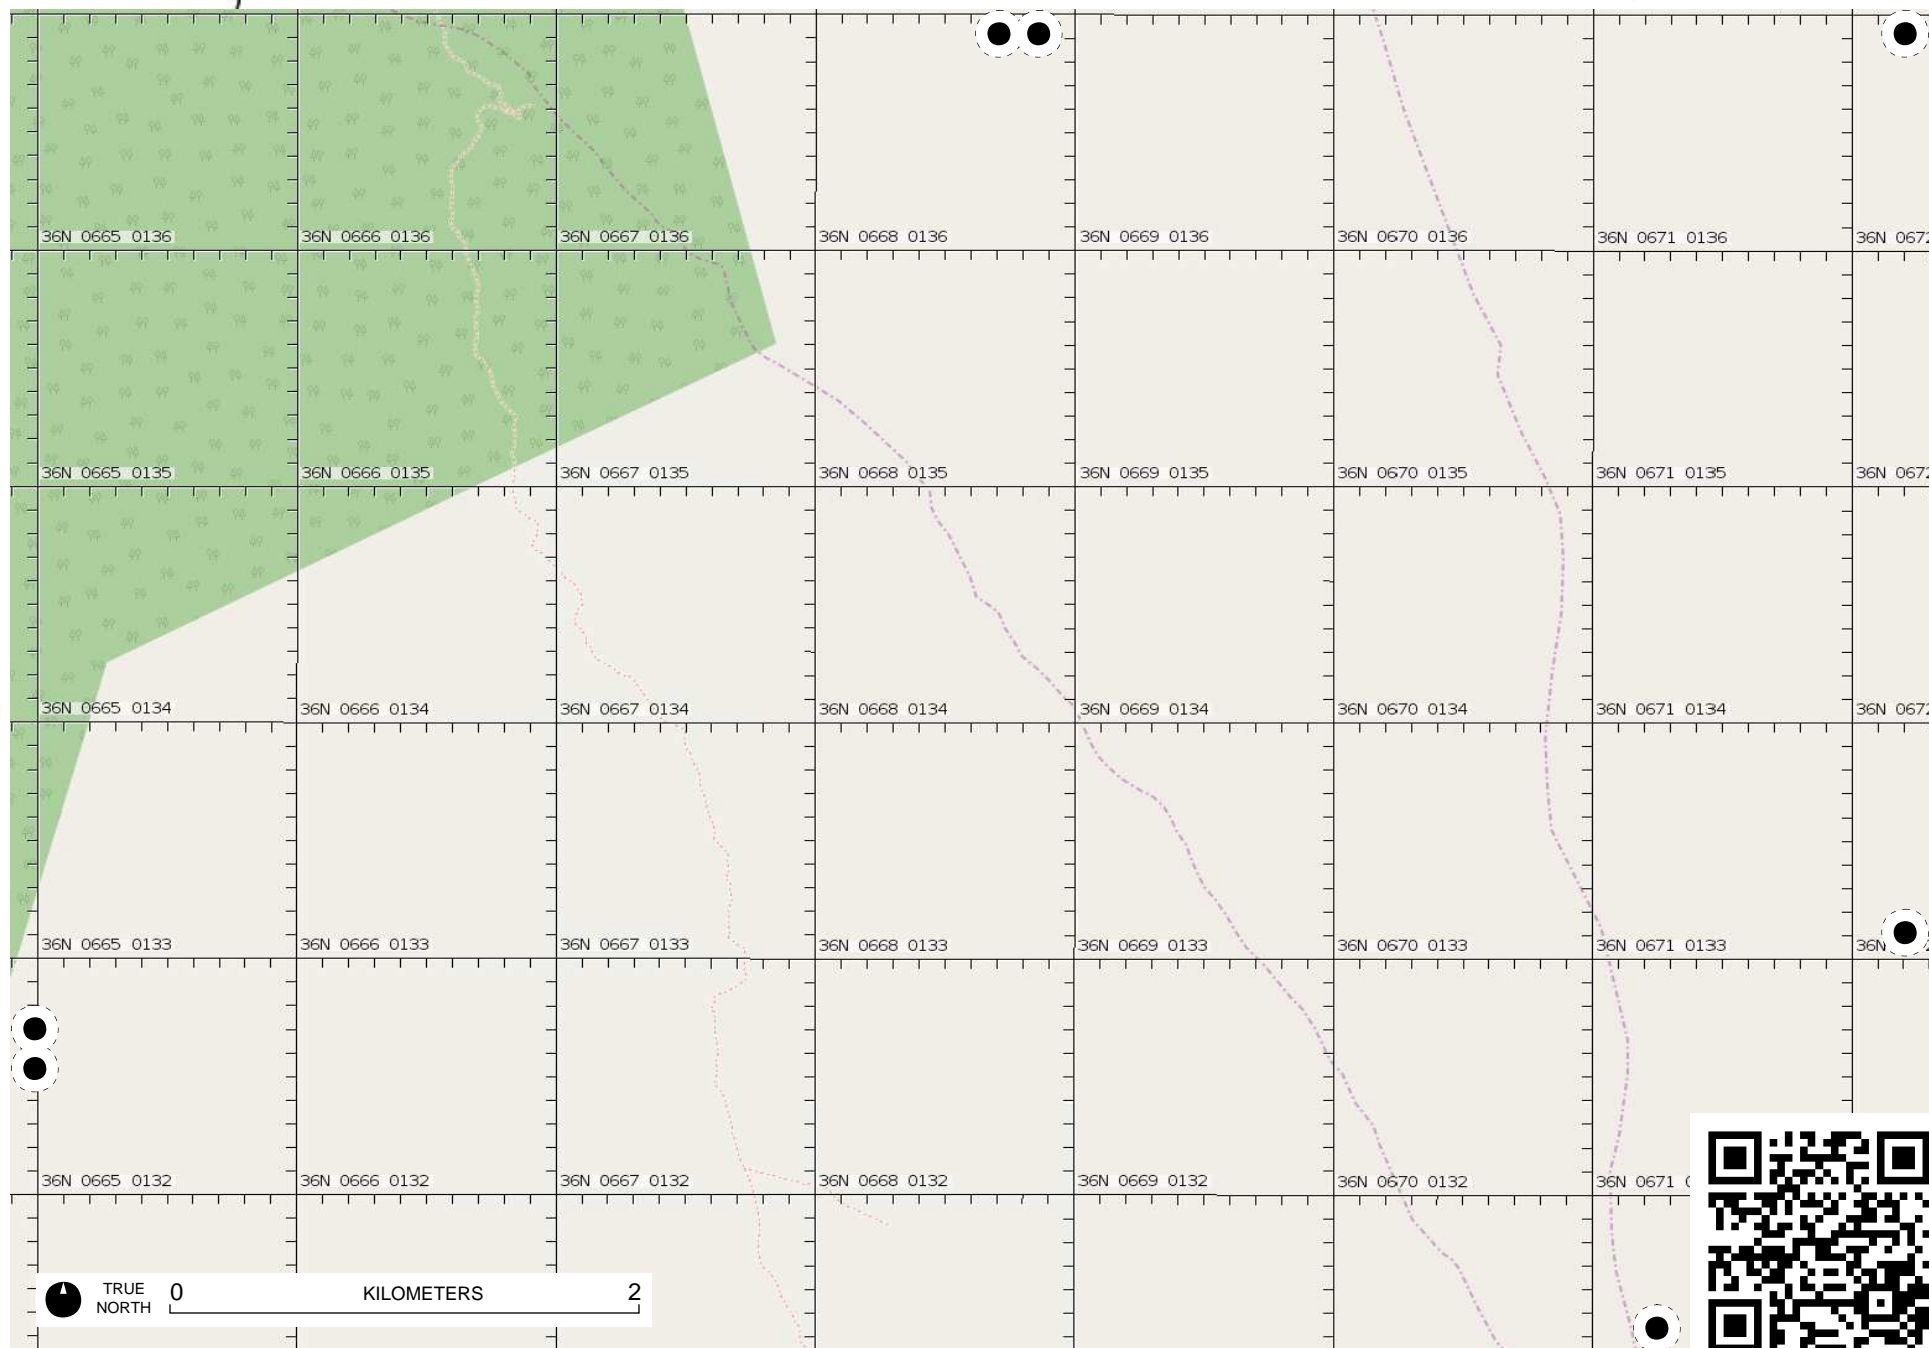 36N 0665 0136 36N 0666 0136 36N 0667 0136 36N 0668 0136 36N 0669 0136 36N 0670 0136 36N 0671 0136 36N
36N 0665 0135 36N 0666 0135 36N 0667 0135 36N 0668 0135 36N 0669 0135 36N 0670 0135 36N 0671 0135 36N
36N 0665 0134 36N 0666 0134 36N 0667 0134 36N 0668 0134 36N 0669 0134 36N 0670 0134 36N 0671 0134 36N
36N 0665 0133 36N 0666 0133 36N 0667 0133 36N 0668 0133 36N 0669 0133 36N 0670 0133 36N 0671 0133
36N 0665 0132 36N 0666 0132 36N 0667 0132 36N 0668 0132 36N 0669 0132 36N 0670 0132 36N 0671
TRUE NORTH 0 KILOMETERS 2